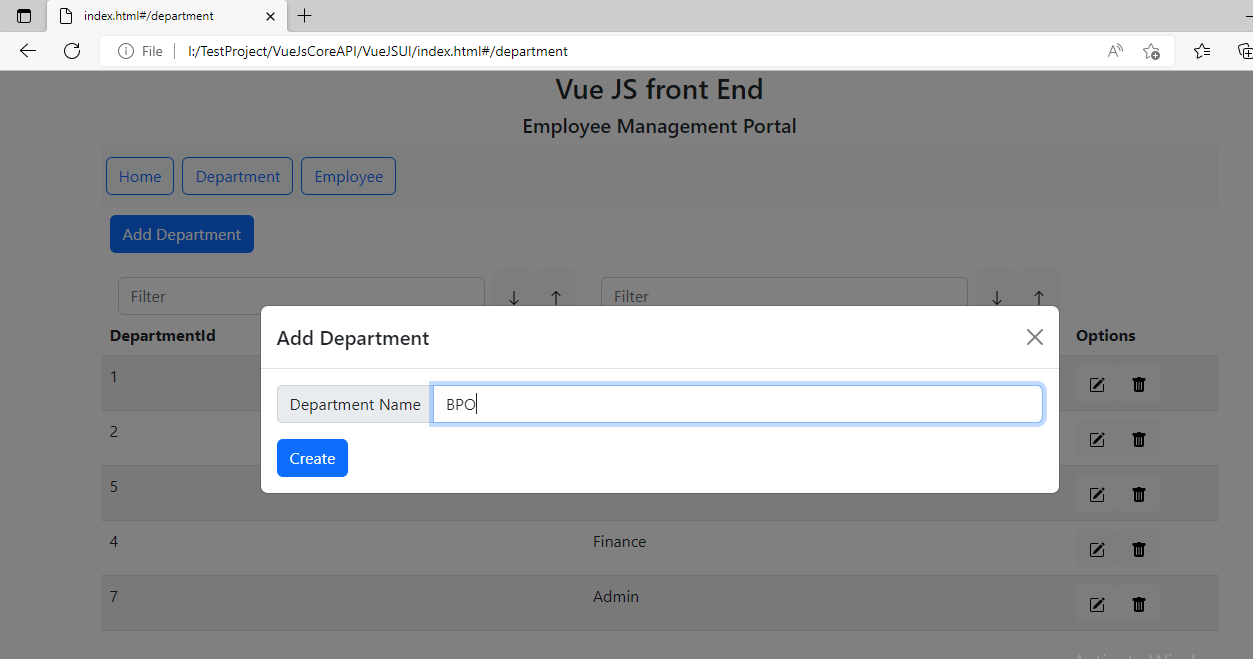 index.html#/department
File I:/TestProject/VueJsCoreAPI/VueJSUI/index.html#/department
Vue JS front End
Employee Management Portal
Home Department Employee
Add Department
Filter Filter
Add Department
DepartmentId Options
1
Department Name BPO
2
Create
5
4 Finance
7 Admin